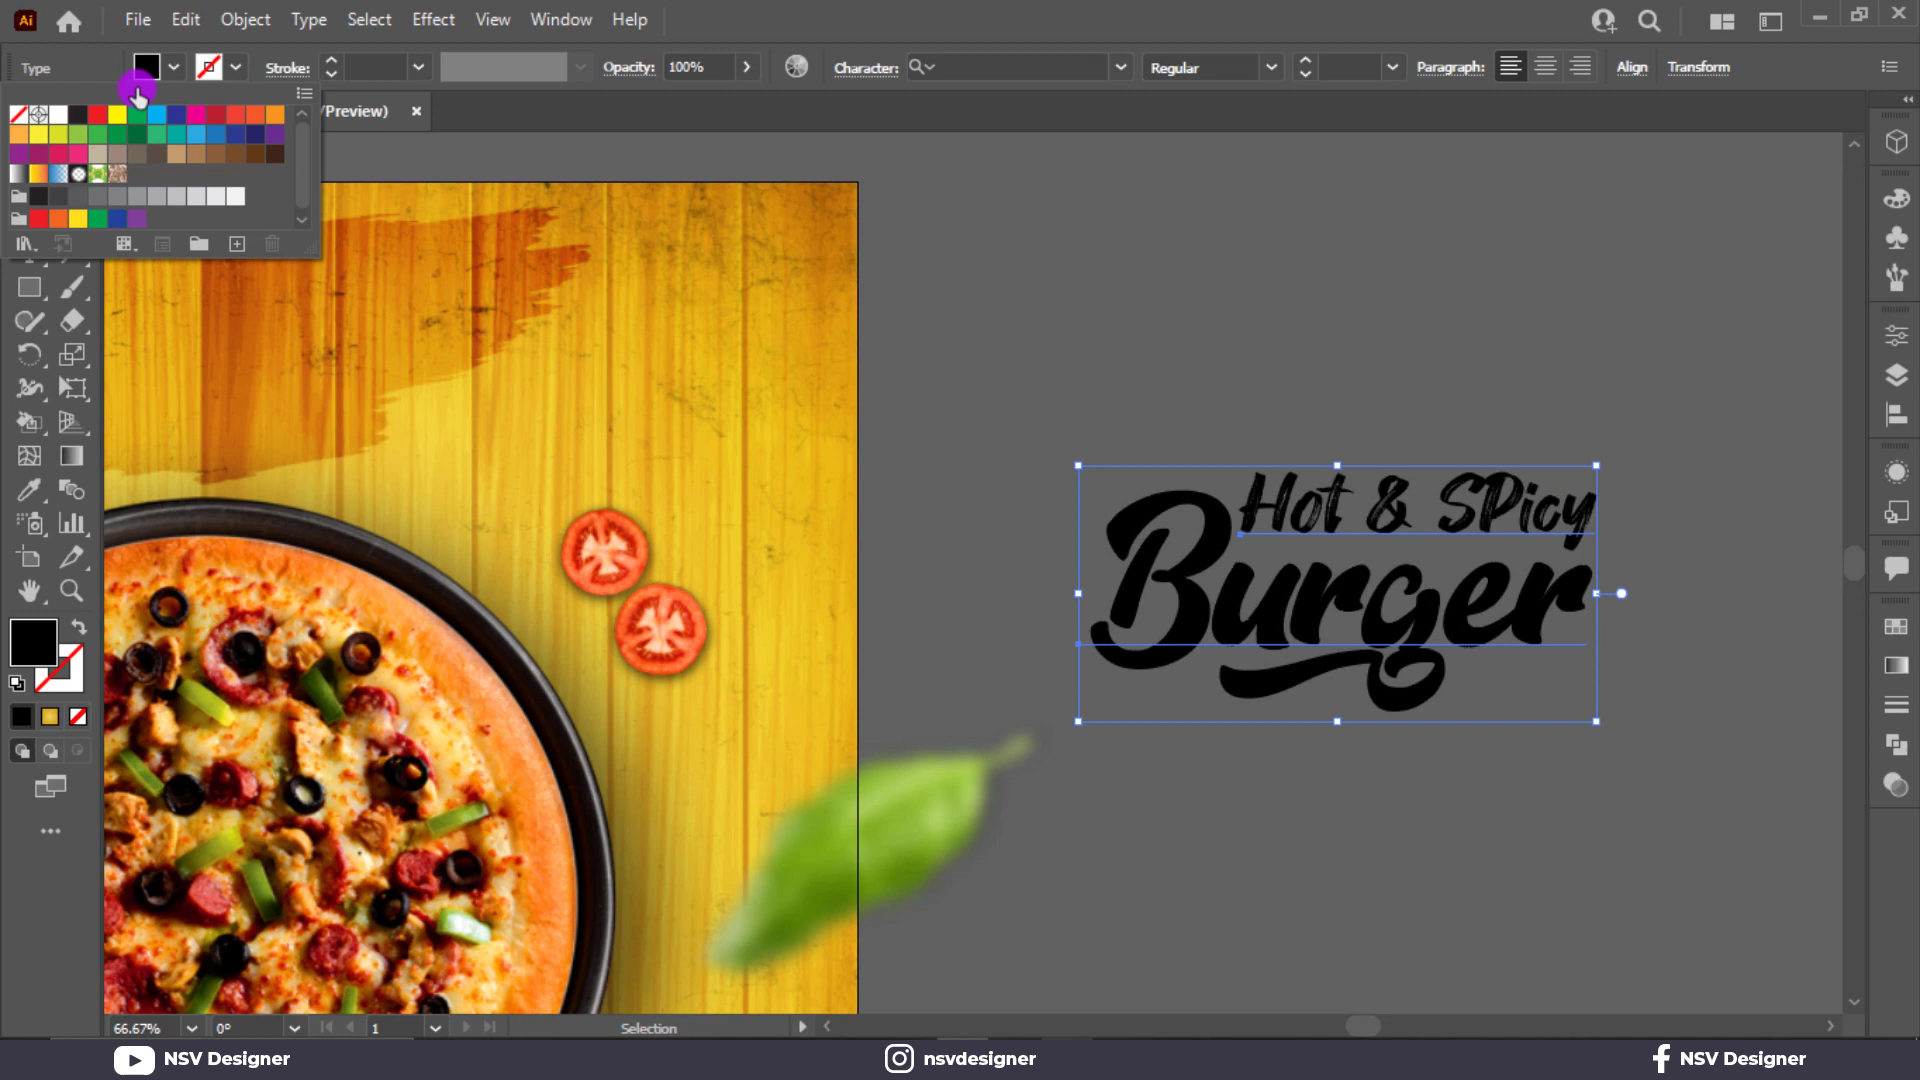 Ai File Edit Object Type Select Effect View Window Help
Type Stroke: Opacity: 100% Character: Regular Paragraph: Align Transform
/Preview)
Hot & SPicy
Burger
66.67% 0° 1 Selection
NSV Designer nsvdesigner NSV Designer